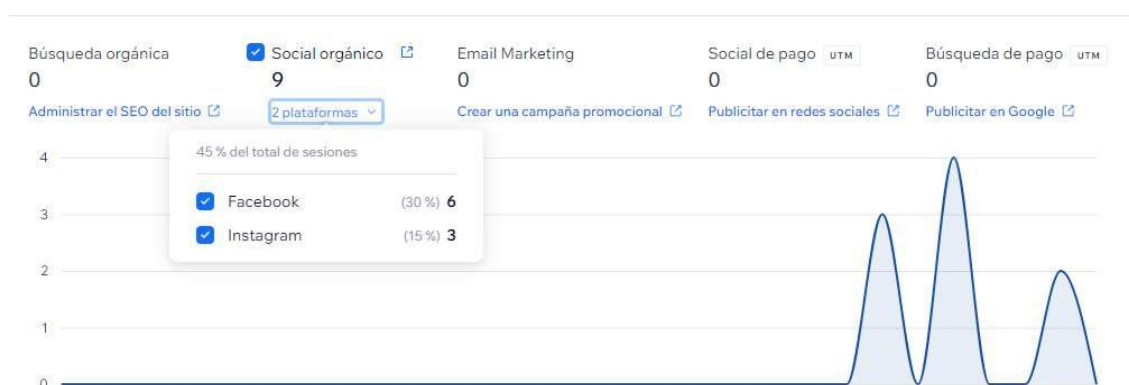 Búsqueda orgánica
Social orgánico
Email Marketing
Social de pago UTM
Búsqueda de pago UTM
0
9
0
0
0
Administrar el SEO del sitio
2 plataformas
Crear una campaña promocional
Publicitar en redes sociales
Publicitar en Google
45 % del total de sesiones
Facebook (30 %) 6
Instagram (15 %) 3
4
3
2
1
0